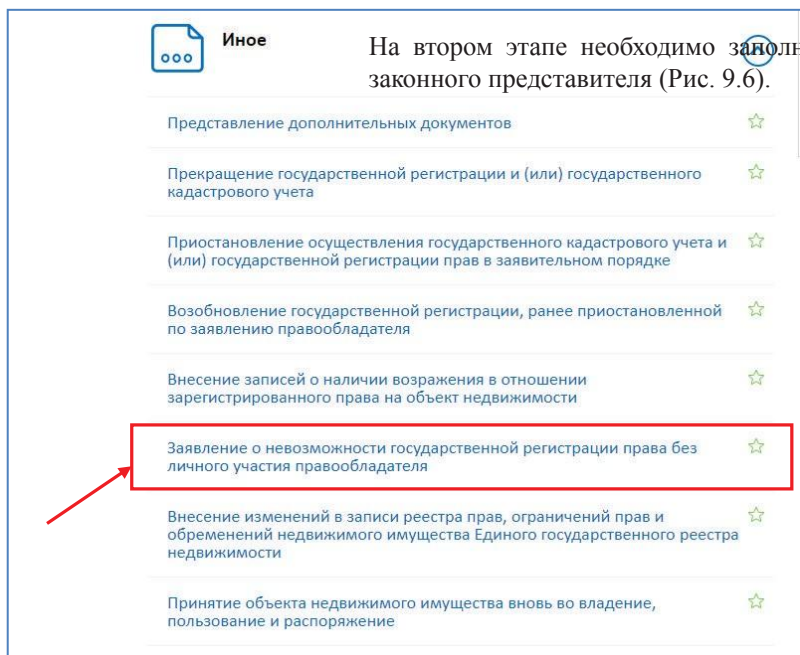 Иное
На втором этапе необходимо заполн
законного представителя (Рис. 9.6).
Представление дополнительных документов
Прекращение государственной регистрации и (или) государственного
кадастрового учета
Приостановление осуществления государственного кадастрового учета и
(или) государственной регистрации прав в заявительном порядке
Возобновление государственной регистрации, ранее приостановленной
по заявлению правообладателя
Внесение записей о наличии возражения в отношении
зарегистрированного права на объект недвижимости
Заявление о невозможности государственной регистрации права без
личного участия правообладателя
Внесение изменений в записи реестра прав, ограничений прав и
обременений недвижимого имущества Единого государственного реестра
недвижимости
Принятие объекта недвижимого имущества вновь во владение,
пользование и распоряжение